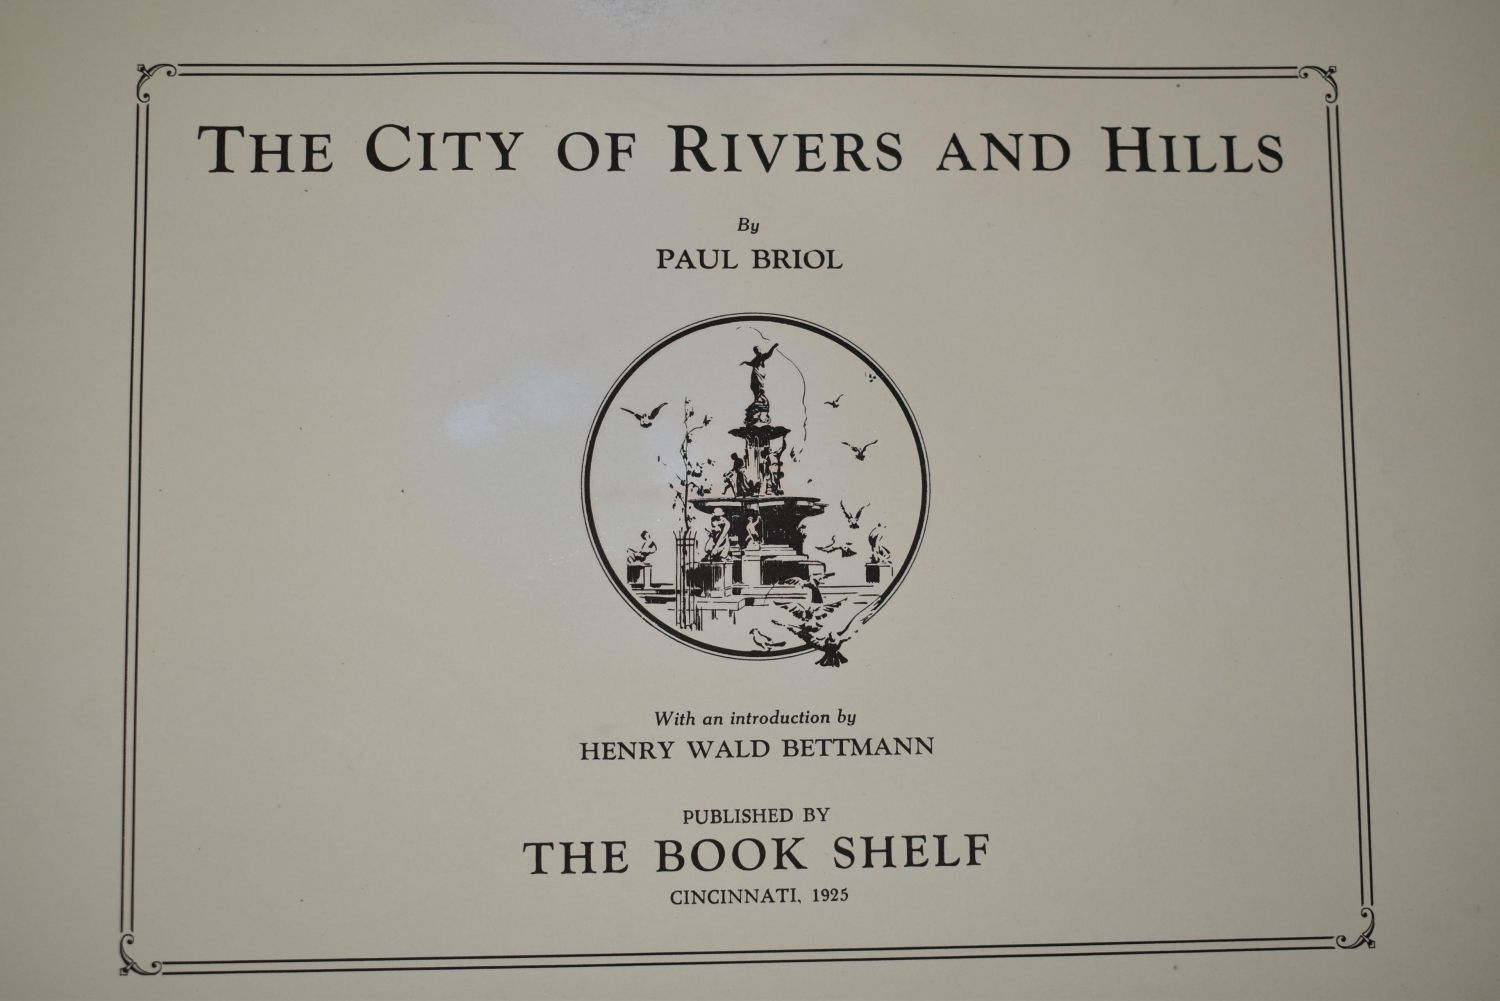 THE CITY OF RIVERS AND HILLS
By
PAUL BRIOL
With an introduction by
HENRY WALD BETTMANN
PUBLISHED BY
THE BOOK SHELF
CINCINNATI, 1925